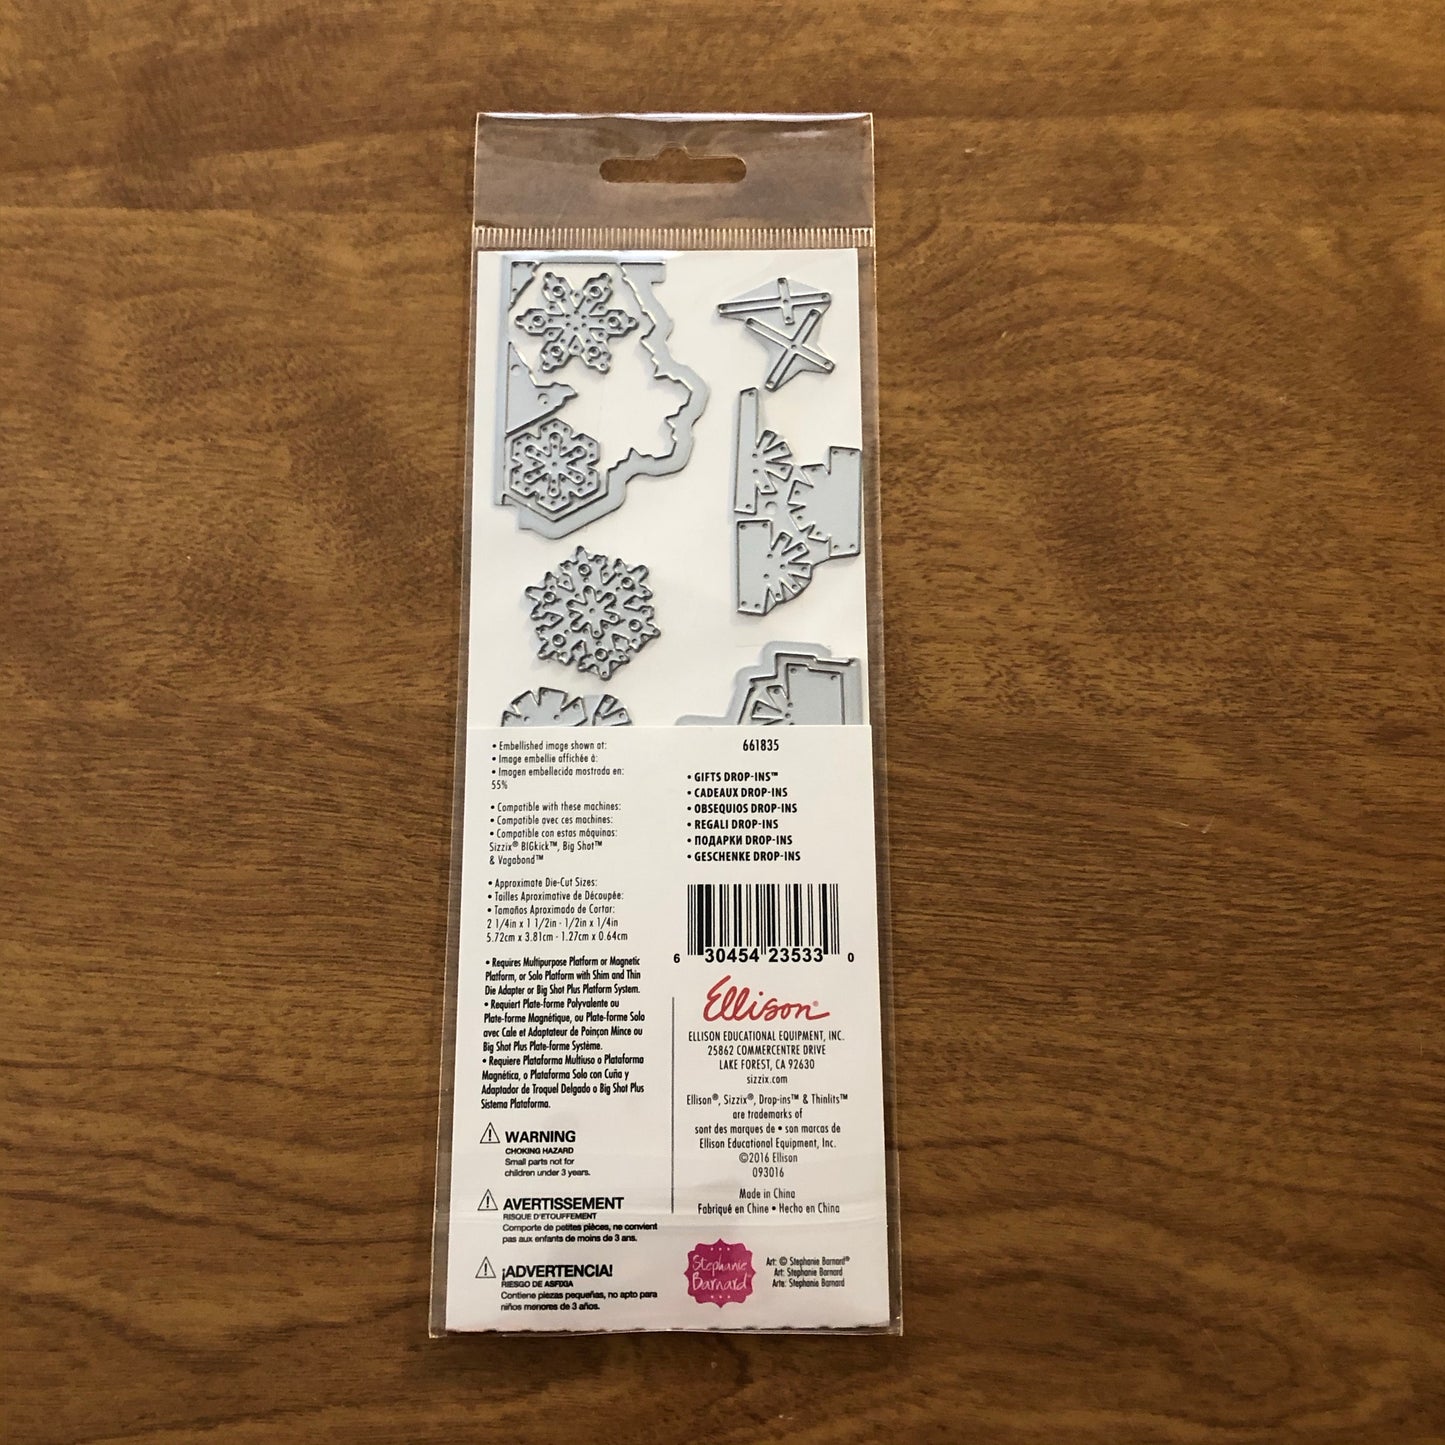 • Embellished image shown at:
• Image embellie affichée à:
• Imagen embellecida mostrada en:
55%
• Compatible with these machines:
• Compatible avec ces machines:
• Compatible con estas máquinas:
Sizzix® BIGkick™, Big Shot™
& Vagabond™
• Approximate Die-Cut Sizes:
• Tailles Aproximative de Découpée:
• Tamaños Aproximado de Cortar:
2 1/4in x 1 1/2in - 1/2in x 1/4in
5.72cm x 3.81cm - 1.27cm x 0.64cm
• Requires Multipurpose Platform or Magnetic
Platform, or Solo Platform with Shim and Thin
Die Adapter or Big Shot Plus Platform System.
• Requiert Plate-forme Polyvalente ou
Plate-forme Magnétique, ou Plate-forme Solo
avec Cale et Adaptateur de Poinçon Mince ou
Big Shot Plus Plate-forme Système.
• Requiere Plataforma Multiuso o Plataforma
Magnética, o Plataforma Solo con Cuña y
Adaptador de Troquel Delgado o Big Shot Plus
Sistema Plataforma.
WARNING
CHOKING HAZARD
Small parts not for
children under 3 years.
AVERTISSEMENT
RISQUE D'ETOUFFEMENT
Comporte de petites pièces, ne convient
pas aux enfants de moins de 3 ans.
¡ADVERTENCIA!
RIESGO DE ASFIXIA
Contiene piezas pequeñas, no apto para
niños menores de 3 años.
661835
• GIFTS DROP-INS™
• CADEAUX DROP-INS
• OBSEQUIOS DROP-INS
• REGALI DROP-INS
• ПОДАРКИ DROP-INS
• GESCHENKE DROP-INS
6 30454 23533 0
Ellison®
ELLISON EDUCATIONAL EQUIPMENT, INC.
25862 COMMERCENTRE DRIVE
LAKE FOREST, CA 92630
sizzix.com
Ellison®, Sizzix®, Drop-ins™ & Thinlits™
are trademarks of
sont des marques de • son marcas de
Ellison Educational Equipment, Inc.
©2016 Ellison
093016
Made in China
Fabriqué en Chine • Hecho en China
Stephanie
Barnard
Art: © Stephanie Barnard®
Art: Stephanie Barnard
Arte: Stephanie Barnard